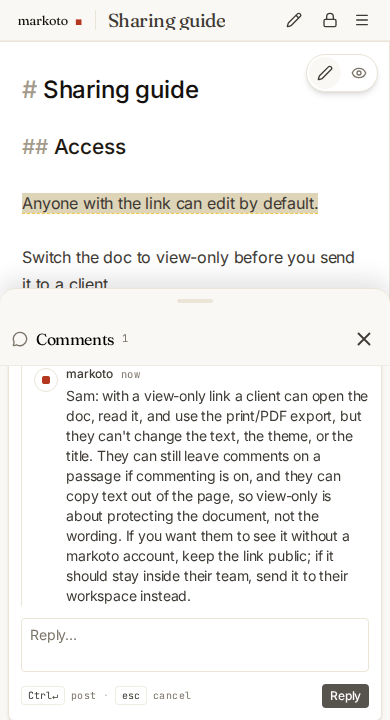 markoto Sharing guide
# Sharing guide
## Access
Anyone with the link can edit by default.
Switch the doc to view-only before you send
it to a client
Comments 1
markoto now
Sam: with a view-only link a client can open the
doc, read it, and use the print/PDF export, but
they can't change the text, the theme, or the
title. They can still leave comments on a
passage if commenting is on, and they can
copy text out of the page, so view-only is
about protecting the document, not the
wording. If you want them to see it without a
markoto account, keep the link public; if it
should stay inside their team, send it to their
workspace instead.
Reply...
Ctrl↵ post · esc cancel
Reply